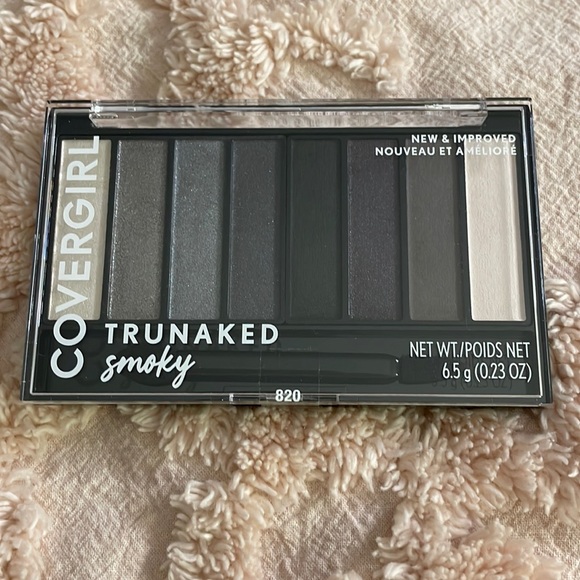 COVERGIRL
NEW & IMPROVED
NOUVEAU ET AMÉLIORÉ
TRUNAKED
smoky
NET WT./POIDS NET
6.5 g (0.23 OZ)
820